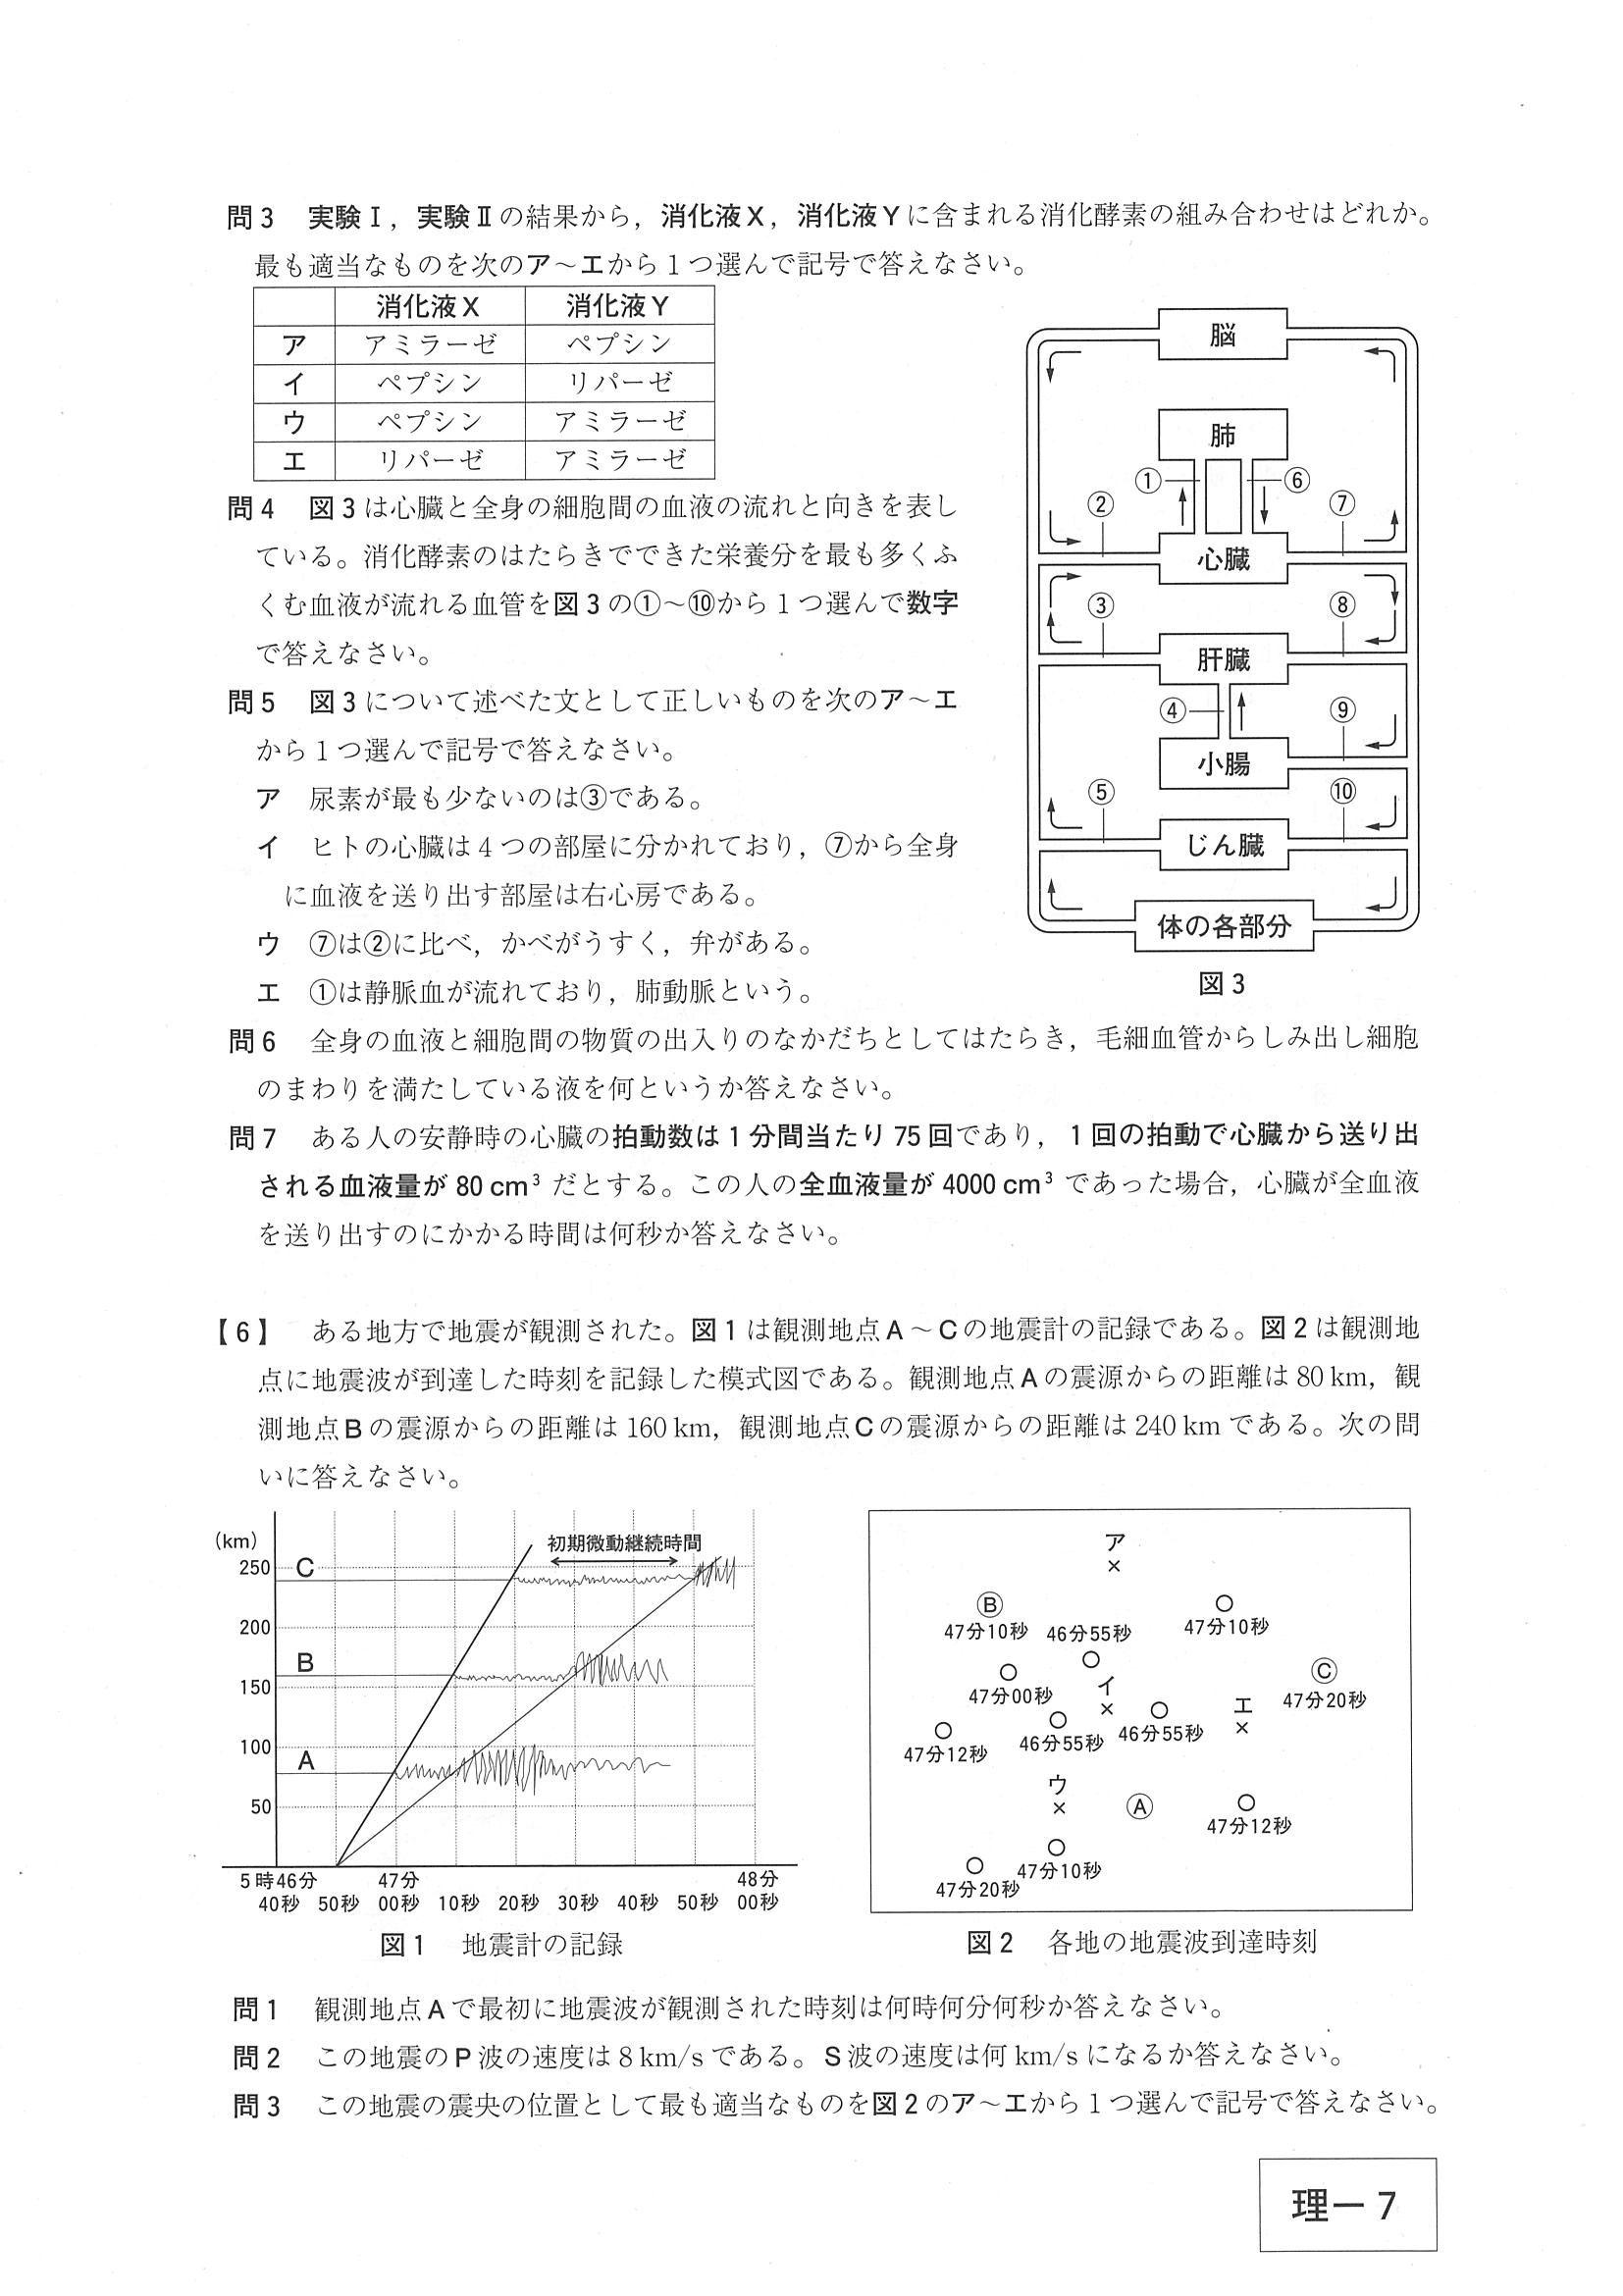 問3　実験Ⅰ，実験Ⅱの結果から，消化液X，消化液Yに含まれる消化酵素の組み合わせはどれか。
最も適当なものを次のア～エから1つ選んで記号で答えなさい。
消化液X　消化液Y
ア　アミラーゼ　ペプシン
イ　ペプシン　リパーゼ
ウ　ペプシン　アミラーゼ
エ　リパーゼ　アミラーゼ
問4　図3は心臓と全身の細胞間の血液の流れと向きを表し
ている。消化酵素のはたらきでできた栄養分を最も多くふ
くむ血液が流れる血管を図3の①～⑩から1つ選んで数字
で答えなさい。
問5　図3について述べた文として正しいものを次のア～エ
から1つ選んで記号で答えなさい。
ア　尿素が最も少ないのは③である。
イ　ヒトの心臓は4つの部屋に分かれており，⑦から全身
に血液を送り出す部屋は右心房である。
ウ　⑦は②に比べ，かべがうすく，弁がある。
エ　①は静脈血が流れており，肺動脈という。
脳
肺
①　⑥
②　⑦
心臓
③　⑧
肝臓
④　⑨
小腸
⑤　⑩
じん臓
体の各部分
図3
問6　全身の血液と細胞間の物質の出入りのなかだちとしてはたらき，毛細血管からしみ出し細胞
のまわりを満たしている液を何というか答えなさい。
問7　ある人の安静時の心臓の拍動数は1分間当たり75回であり，1回の拍動で心臓から送り出
される血液量が80 cm³だとする。この人の全血液量が4000 cm³であった場合，心臓が全血液
を送り出すのにかかる時間は何秒か答えなさい。
【6】　ある地方で地震が観測された。図1は観測地点A～Cの地震計の記録である。図2は観測地
点に地震波が到達した時刻を記録した模式図である。観測地点Aの震源からの距離は80 km，観
測地点Bの震源からの距離は160 km，観測地点Cの震源からの距離は240 kmである。次の問
いに答えなさい。
(km)
初期微動継続時間
250　C
200
B
150
100
A
50
5時46分　47分　48分
40秒　50秒　00秒　10秒　20秒　30秒　40秒　50秒　00秒
図1　地震計の記録
ア
×
B
47分10秒　46分55秒　47分10秒
C
47分00秒　イ　47分20秒
×　エ
×
47分12秒　46分55秒　46分55秒
ウ
×　A
47分12秒
47分10秒
47分20秒
図2　各地の地震波到達時刻
問1　観測地点Aで最初に地震波が観測された時刻は何時何分何秒か答えなさい。
問2　この地震のP波の速度は8 km/sである。S波の速度は何km/sになるか答えなさい。
問3　この地震の震央の位置として最も適当なものを図2のア～エから1つ選んで記号で答えなさい。
理－7